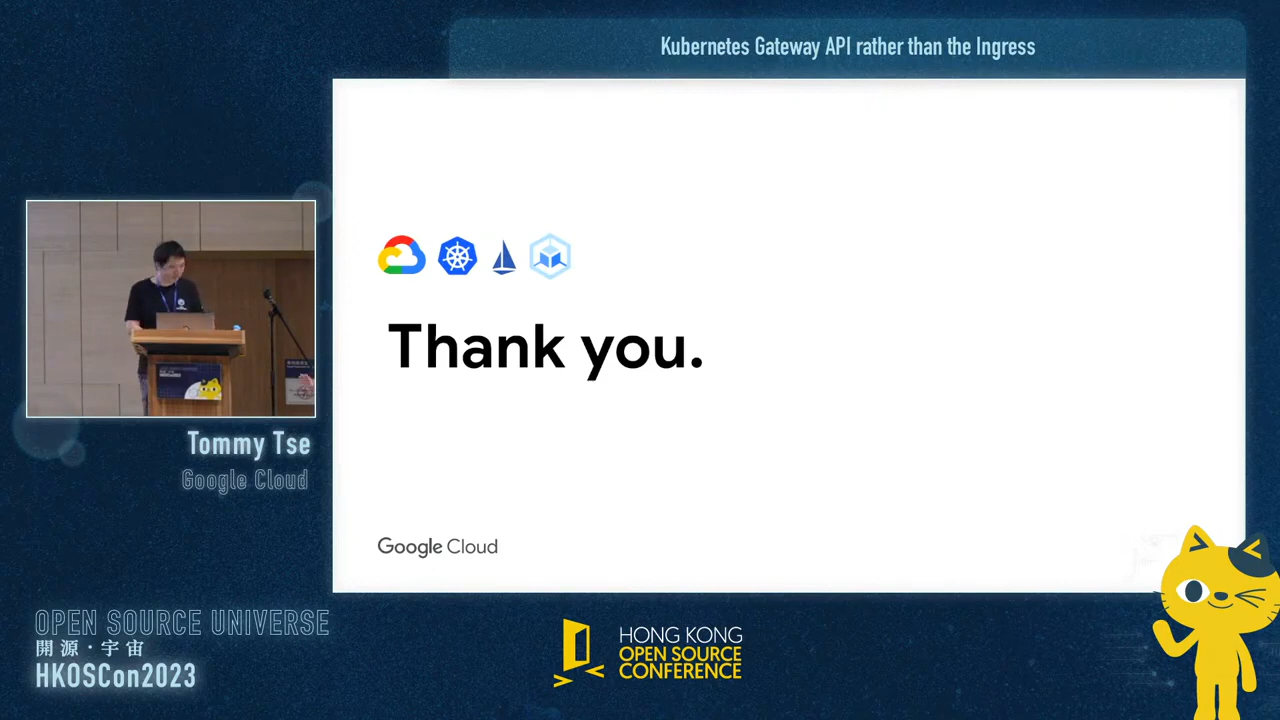 Kubernetes Gateway API rather than the Ingress
Thank you.
Google Cloud
Tommy Tse
Google Cloud
OPEN SOURCE UNIVERSE
開源·宇宙
HKOSCon2023
HONG KONG
OPEN SOURCE
CONFERENCE